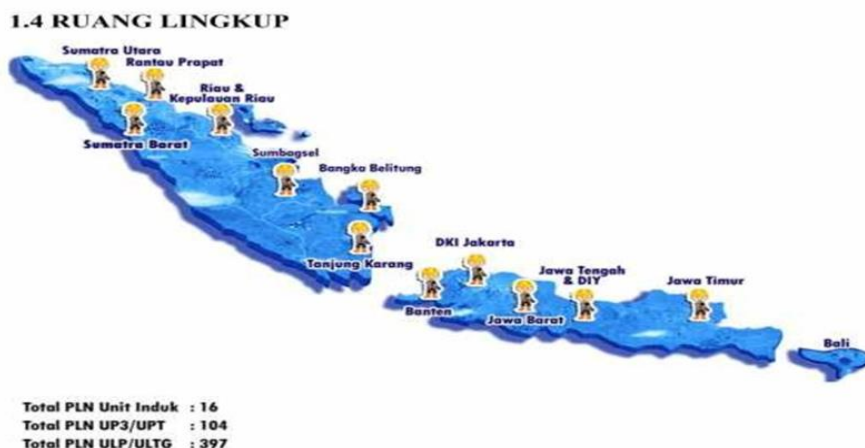 1.4 RUANG LINGKUP
Sumatra Utara
Rantau Prapat
Riau &
Kepulauan Riau
Sumatra Barat
Sumbagsel
Bangka Belitung
Tanjung Karang
DKI Jakarta
Banten
Jawa Barat
Jawa Tengah
& DIY
Jawa Timur
Bali
Total PLN Unit Induk : 16
Total PLN UP3/UPT : 104
Total PLN ULP/ULTG : 397